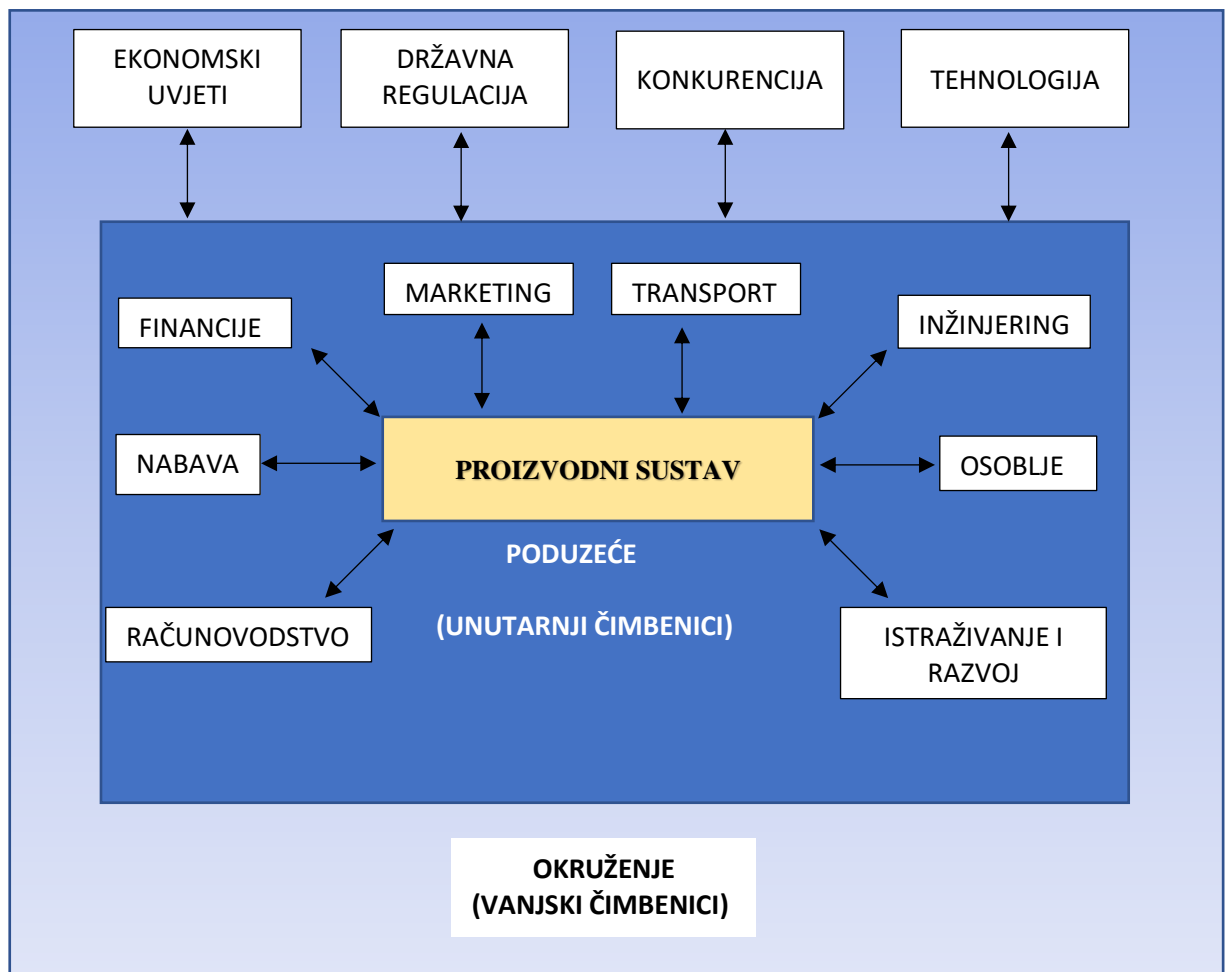 EKONOMSKI
UVJETI
DRŽAVNA
REGULACIJA
KONKURENCIJA
TEHNOLOGIJA
MARKETING
TRANSPORT
FINANCIJE
INŽINJERING
NABAVA
PROIZVODNI SUSTAV
OSOBLJE
PODUZEĆE
(UNUTARNJI ČIMBENICI)
RAČUNOVODSTVO
ISTRAŽIVANJE I
RAZVOJ
OKRUŽENJE
(VANJSKI ČIMBENICI)